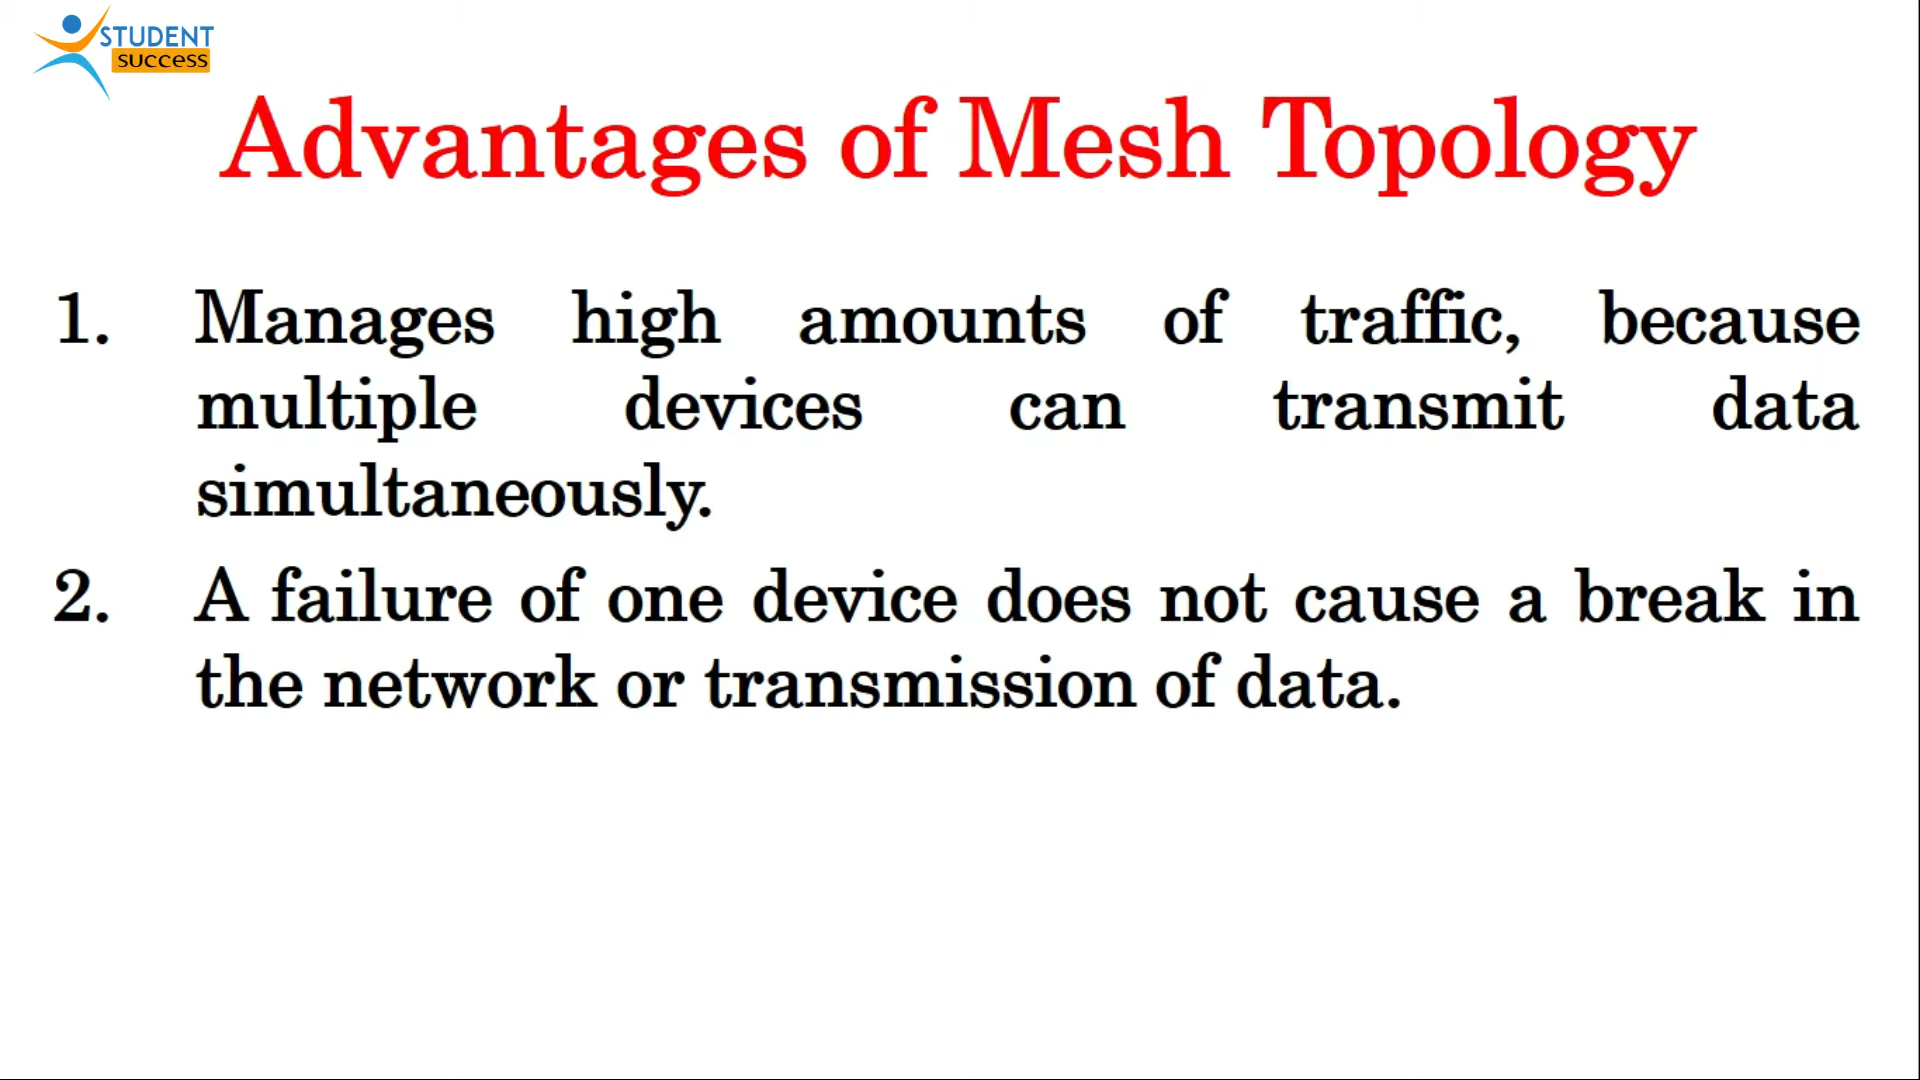 STUDENT
success
Advantages of Mesh Topology
1. Manages high amounts of traffic, because
multiple devices can transmit data
simultaneously.
2. A failure of one device does not cause a break in
the network or transmission of data.